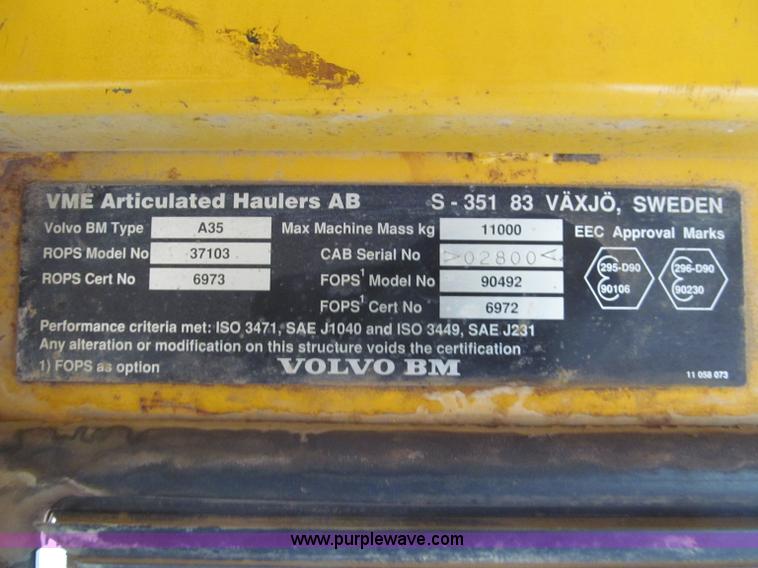 VME Articulated Haulers AB S - 351 83 VÄXJÖ, SWEDEN
Volvo BM Type A35 Max Machine Mass kg 11000 EEC Approval Marks
ROPS Model No 37103 CAB Serial No >02800<
ROPS Cert No 6973 FOPS¹ Model No 90492
FOPS¹ Cert No 6972
295-D90 296-D90
90106 90230
Performance criteria met: ISO 3471, SAE J1040 and ISO 3449, SAE J231
Any alteration or modification on this structure voids the certification
1) FOPS as option VOLVO BM 11 058 073
www.purplewave.com